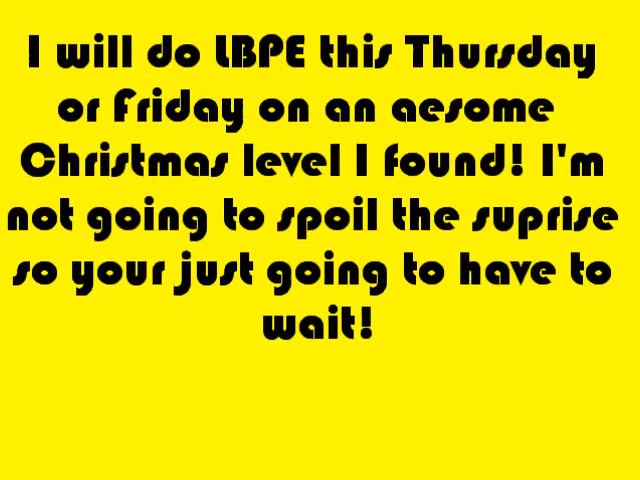 I will do LBPE this Thursday
or Friday on an aesome
Christmas level I found! I'm
not going to spoil the suprise
so your just going to have to
wait!